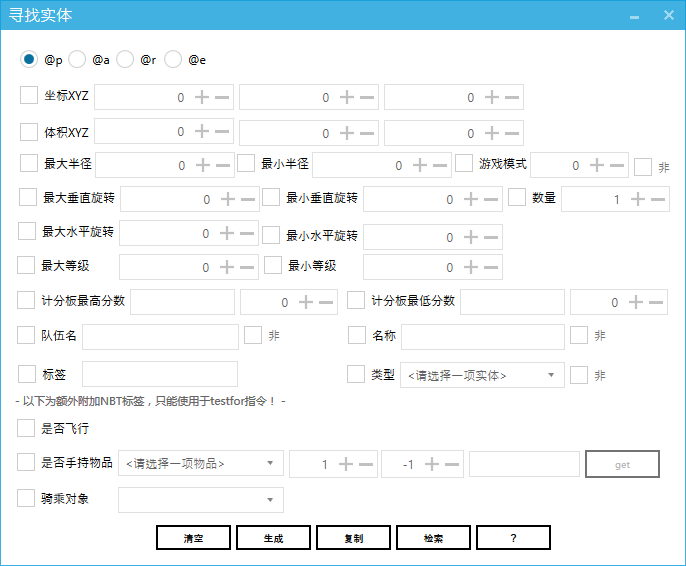 寻找实体
@p @a @r @e
坐标XYZ 0 0 0
体积XYZ 0 0 0
最大半径 0 最小半径 0 游戏模式 0 非
最大垂直旋转 0 最小垂直旋转 0 数量 1
最大水平旋转 0 最小水平旋转 0
最大等级 0 最小等级 0
计分板最高分数 0 计分板最低分数 0
队伍名 非 名称 非
标签 类型 <请选择一项实体> 非
- 以下为额外附加NBT标签，只能使用于testfor指令！ -
是否飞行
是否手持物品 <请选择一项物品> 1 -1 get
骑乘对象
清空 生成 复制 检索 ?